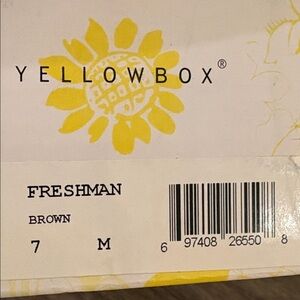 YELLOWBOX®
FRESHMAN
BROWN
7 M
6 97408 26550 8